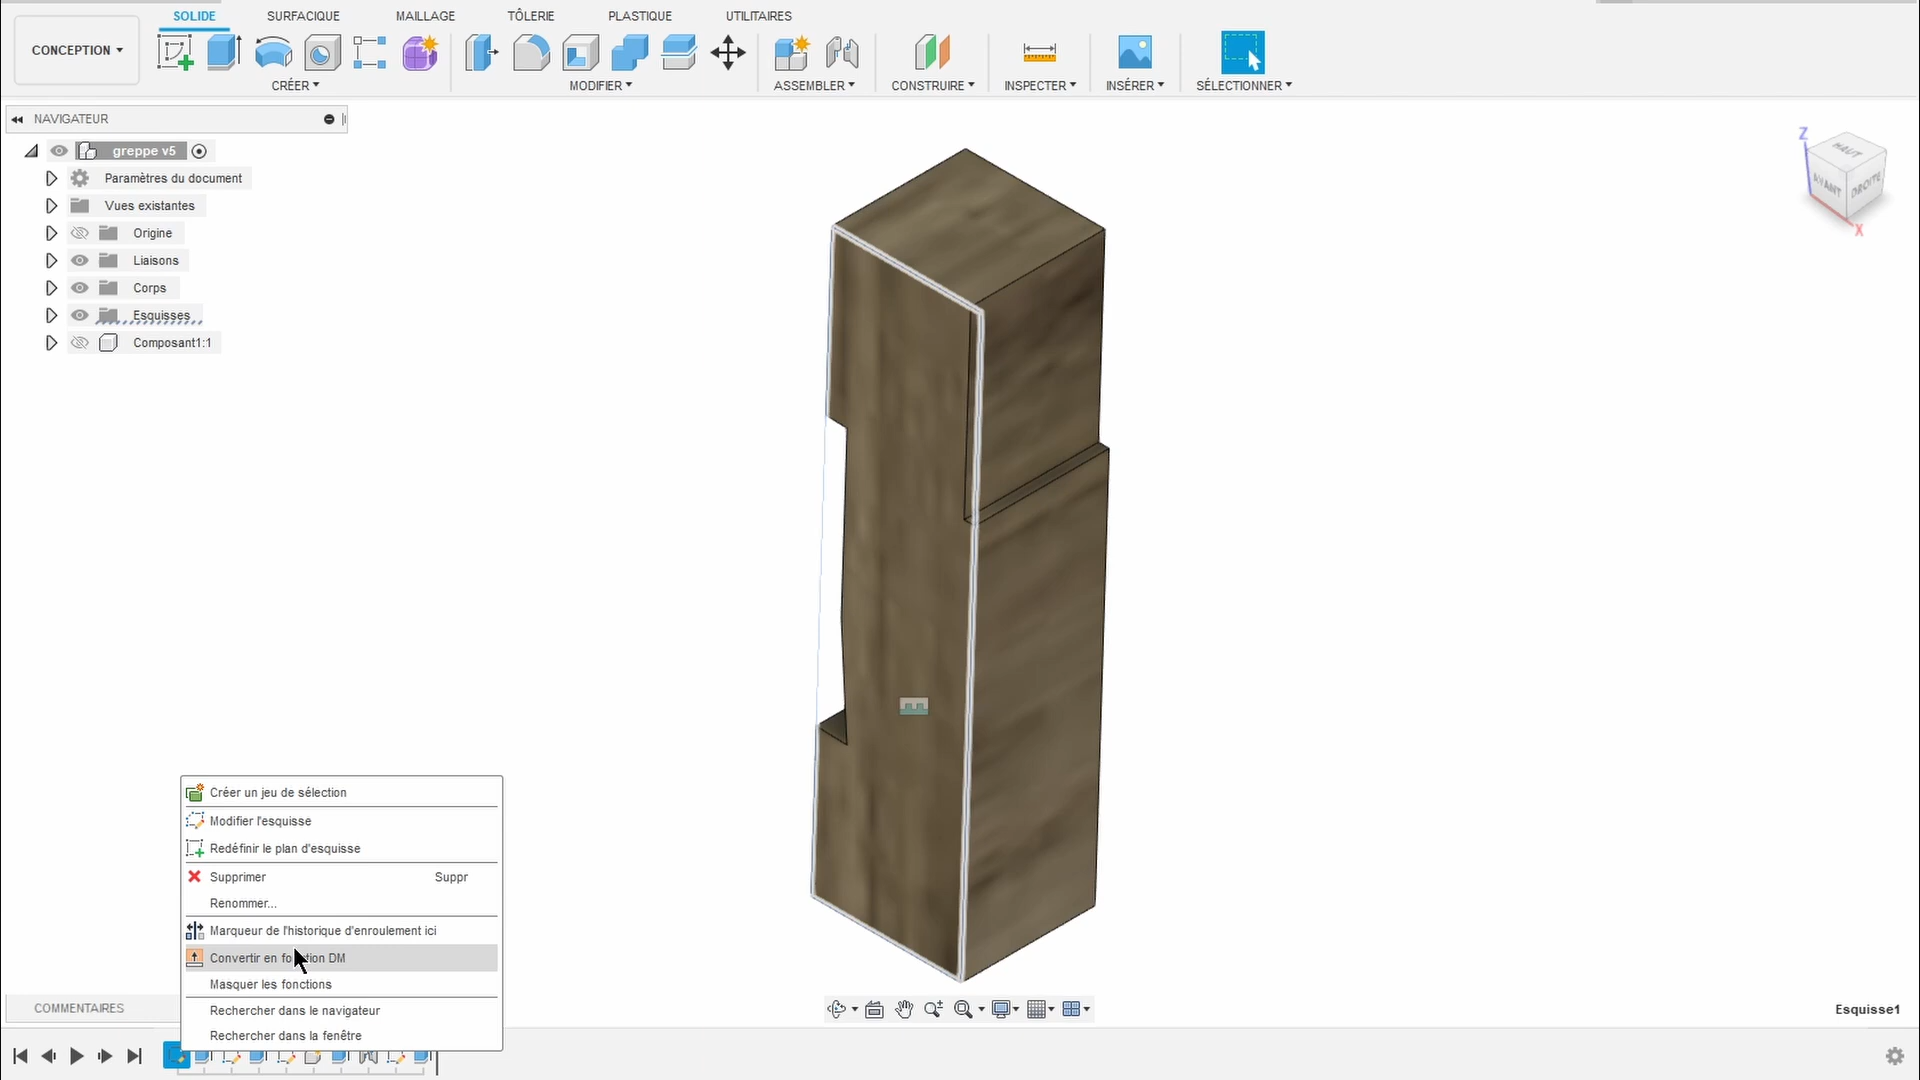 SOLIDE SURFACIQUE MAILLAGE TÔLERIE PLASTIQUE UTILITAIRES
CONCEPTION
CRÉER MODIFIER ASSEMBLER CONSTRUIRE INSPECTER INSÉRER SÉLECTIONNER
NAVIGATEUR
greppe v5
Paramètres du document
Vues existantes
Origine
Liaisons
Corps
Esquisses
Composant1:1
Z
HAUT
AVANT DROITE
X
Créer un jeu de sélection
Modifier l'esquisse
Redéfinir le plan d'esquisse
Supprimer Suppr
Renommer...
Marqueur de l'historique d'enroulement ici
Convertir en DM
Masquer les fonctions
Rechercher dans le navigateur
Rechercher dans la fenêtre
COMMENTAIRES
Esquisse1